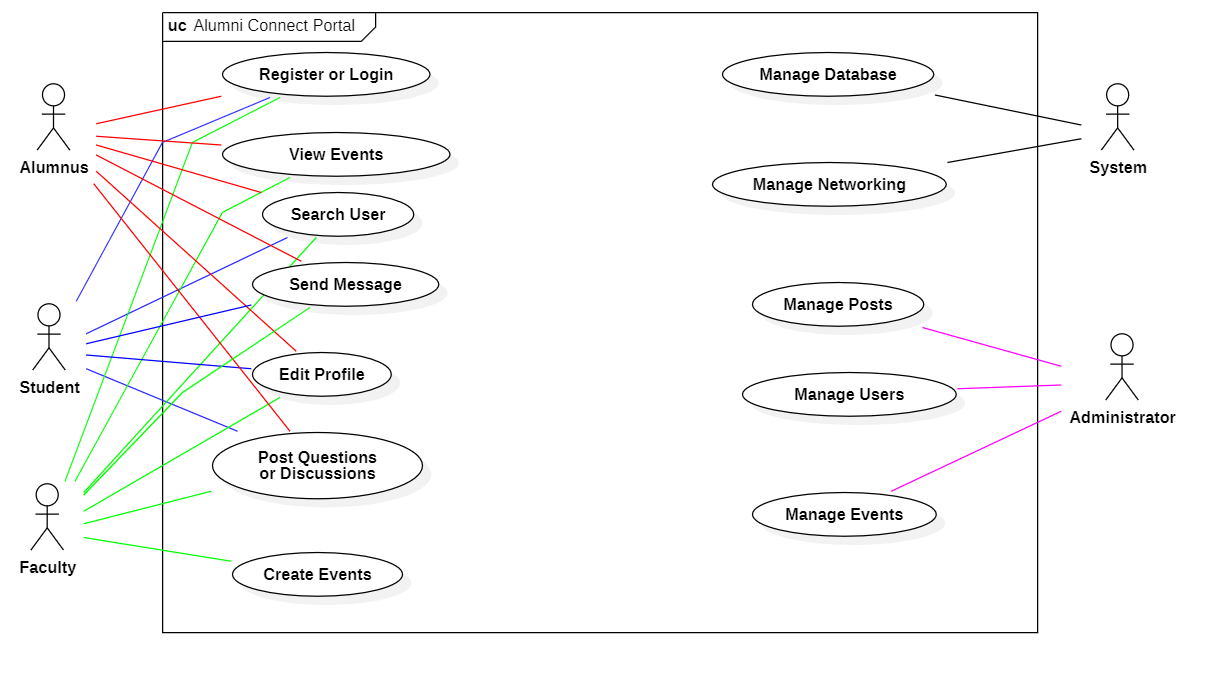 uc Alumni Connect Portal
Register or Login
Manage Database
View Events
Alumnus
System
Manage Networking
Search User
Send Message
Manage Posts
Edit Profile
Student
Manage Users
Administrator
Post Questions
or Discussions
Manage Events
Faculty
Create Events